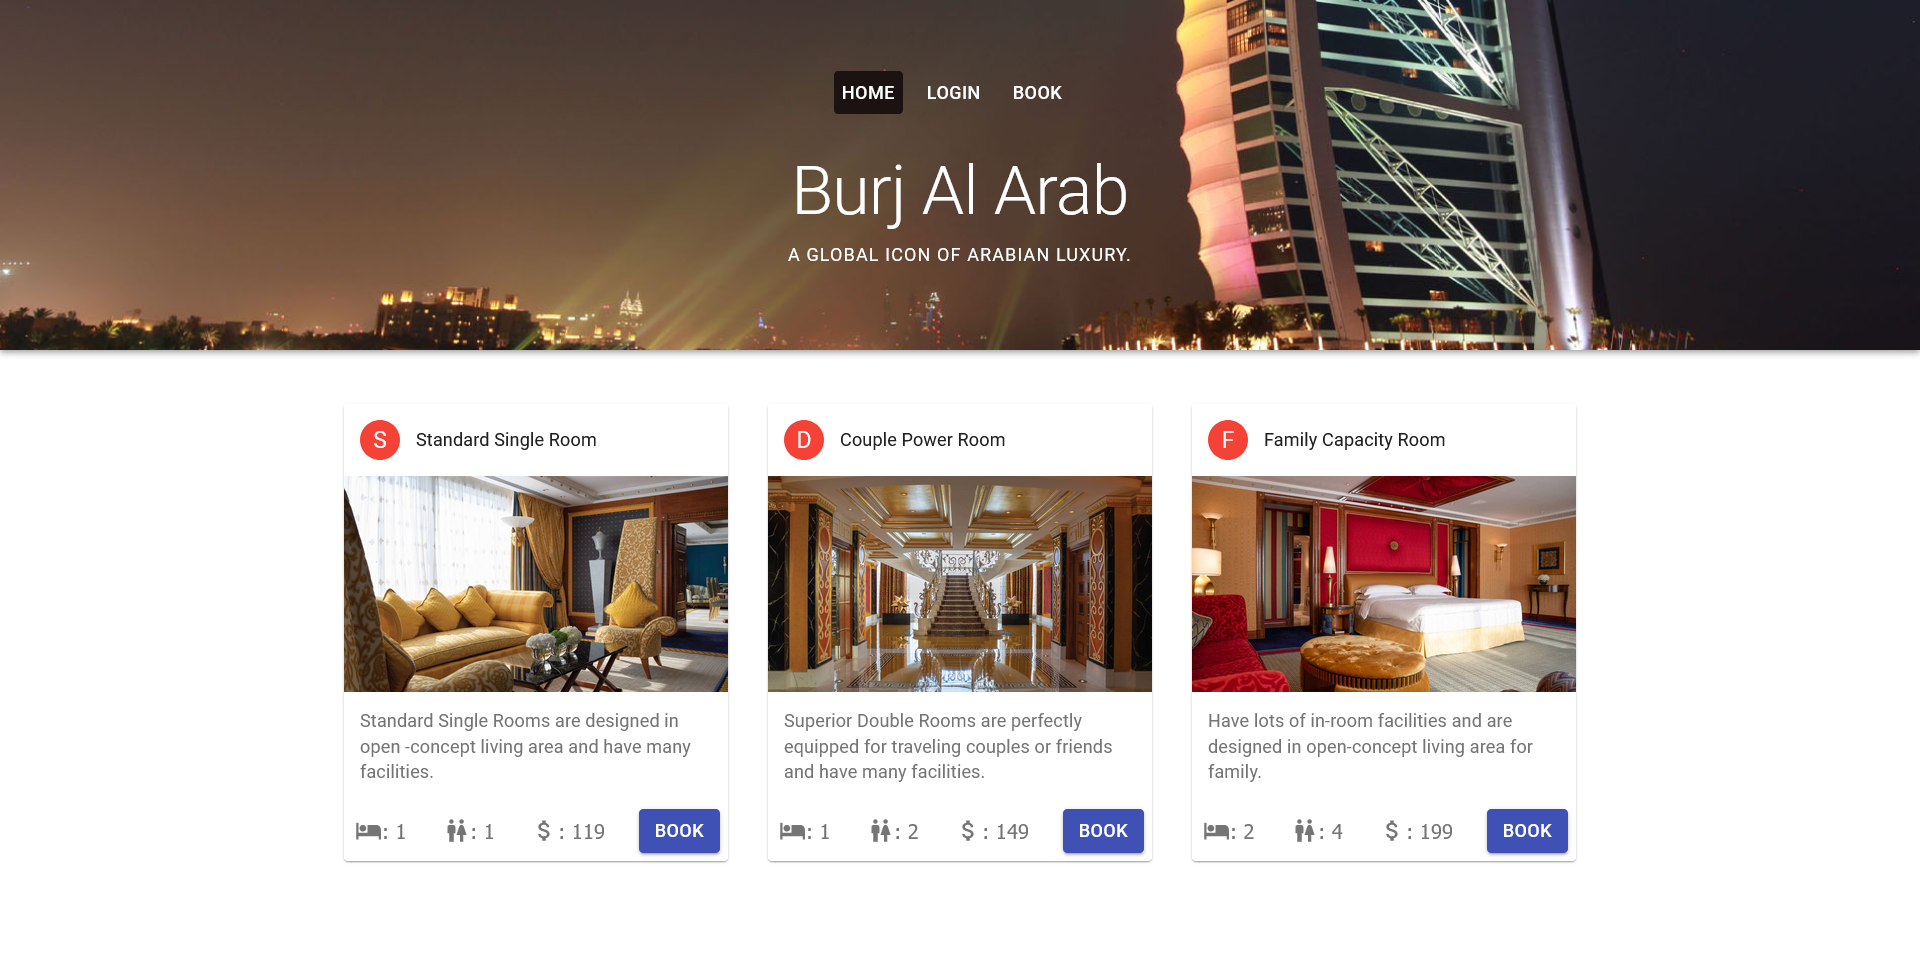 HOME LOGIN BOOK
Burj Al Arab
A GLOBAL ICON OF ARABIAN LUXURY.
S Standard Single Room
Standard Single Rooms are designed in
open -concept living area and have many
facilities.
: 1 : 1 $ : 119 BOOK
D Couple Power Room
Superior Double Rooms are perfectly
equipped for traveling couples or friends
and have many facilities.
: 1 : 2 $ : 149 BOOK
F Family Capacity Room
Have lots of in-room facilities and are
designed in open-concept living area for
family.
: 2 : 4 $ : 199 BOOK